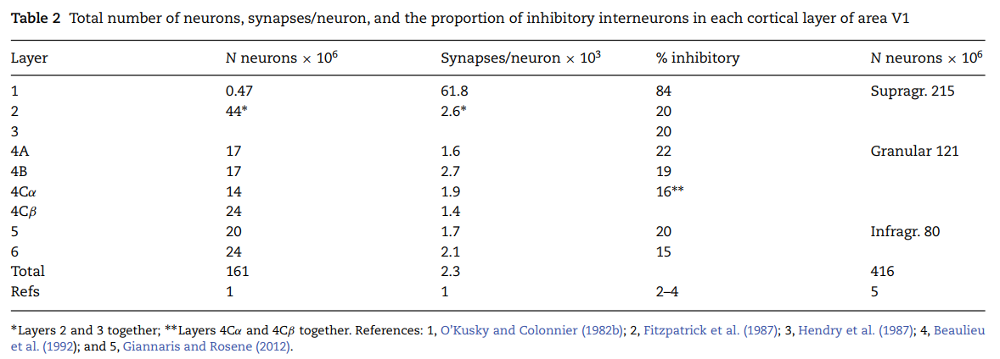 Table 2 Total number of neurons, synapses/neuron, and the proportion of inhibitory interneurons in each cortical layer of area V1
Layer N neurons × 10⁶ Synapses/neuron × 10³ % inhibitory N neurons × 10⁶
1 0.47 61.8 84 Supragr. 215
2 44* 2.6* 20
3 20
4A 17 1.6 22 Granular 121
4B 17 2.7 19
4Cα 14 1.9 16**
4Cβ 24 1.4
5 20 1.7 20 Infragr. 80
6 24 2.1 15
Total 161 2.3 416
Refs 1 1 2–4 5
*Layers 2 and 3 together; **Layers 4Cα and 4Cβ together. References: 1, O'Kusky and Colonnier (1982b); 2, Fitzpatrick et al. (1987); 3, Hendry et al. (1987); 4, Beaulieu
et al. (1992); and 5, Giannaris and Rosene (2012).